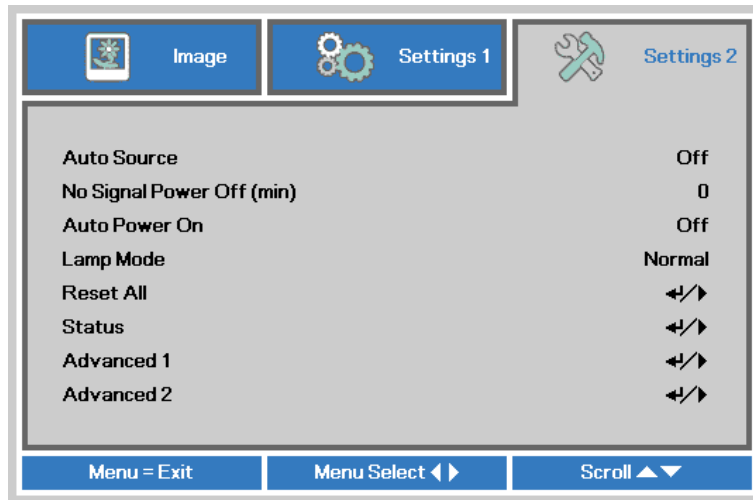 Image Settings 1 Settings 2
Auto Source Off
No Signal Power Off (min) 0
Auto Power On Off
Lamp Mode Normal
Reset All ↵/▶
Status ↵/▶
Advanced 1 ↵/▶
Advanced 2 ↵/▶
Menu = Exit Menu Select ◀▶ Scroll ▲▼